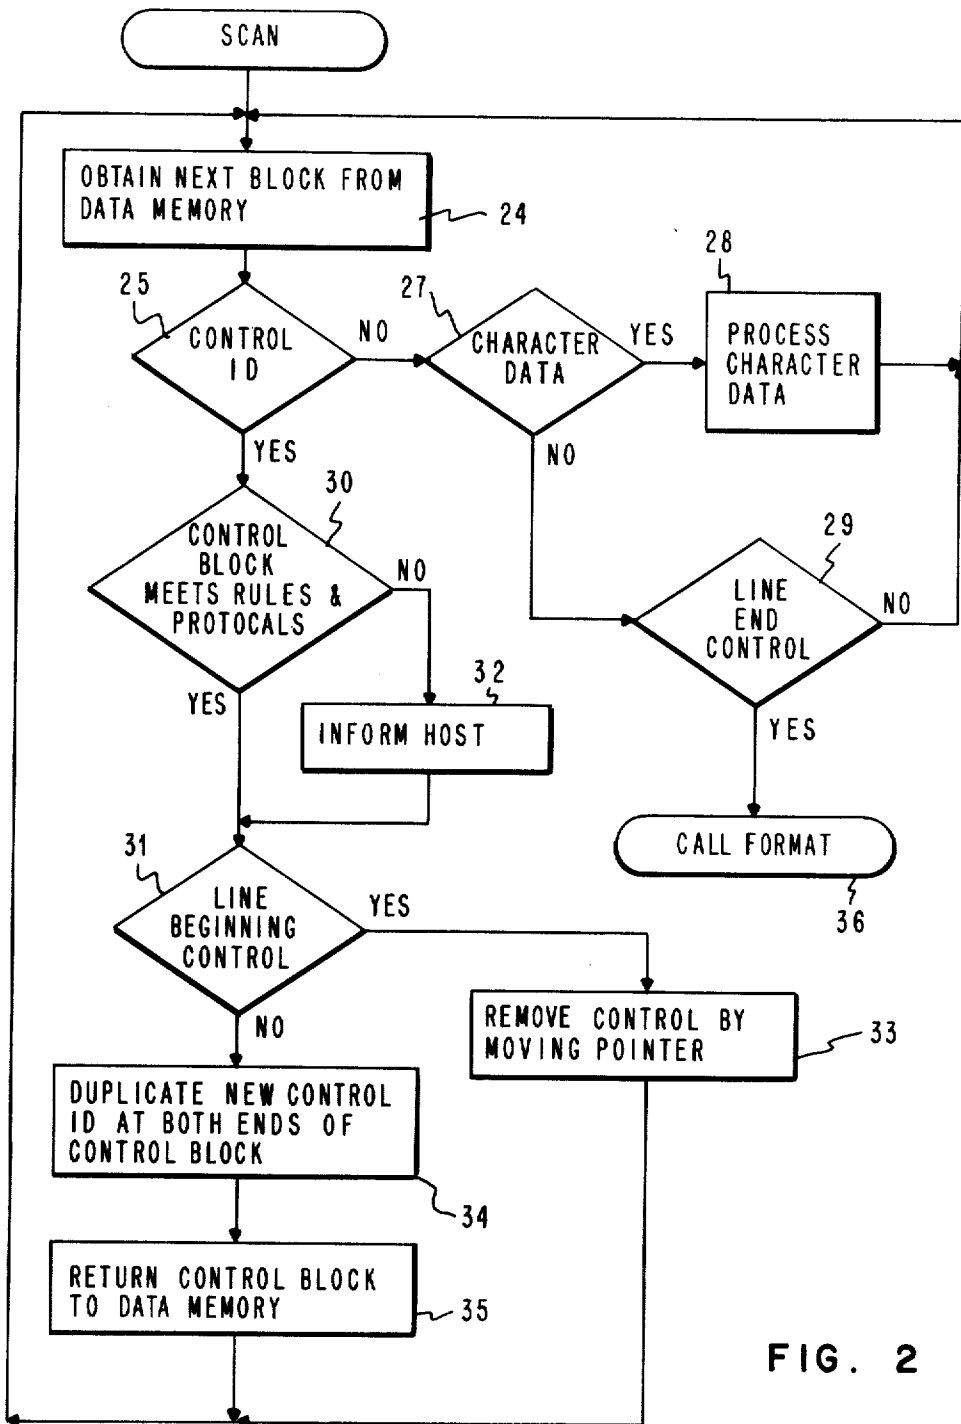 SCAN
OBTAIN NEXT BLOCK FROM
DATA MEMORY
24
25
CONTROL
ID
NO
YES
27
CHARACTER
DATA
YES
NO
28
PROCESS
CHARACTER
DATA
30
CONTROL
BLOCK
MEETS RULES &
PROTOCALS
NO
YES
29
LINE
END
CONTROL
NO
YES
32
INFORM HOST
CALL FORMAT
36
31
LINE
BEGINNING
CONTROL
YES
NO
REMOVE CONTROL BY
MOVING POINTER
33
DUPLICATE NEW CONTROL
ID AT BOTH ENDS OF
CONTROL BLOCK
34
RETURN CONTROL BLOCK
TO DATA MEMORY
35
FIG. 2